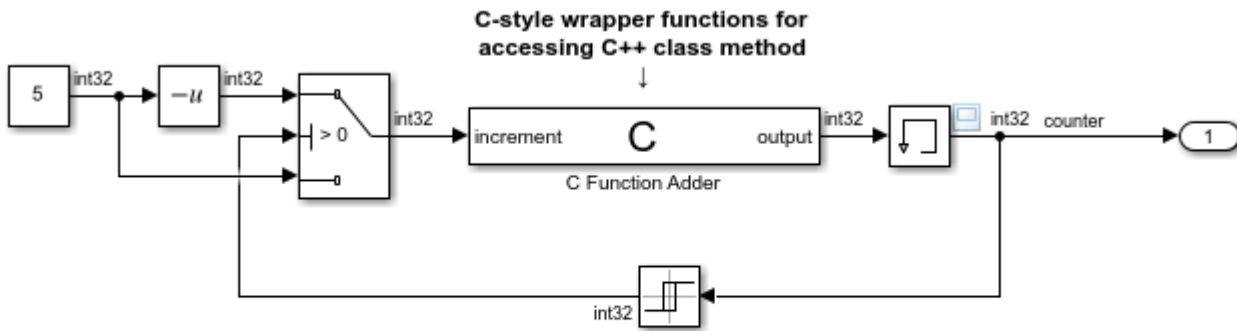 C-style wrapper functions for
accessing C++ class method
↓
5
int32
−u
int32
> 0
int32
increment
C
output
int32
int32
counter
1
C Function Adder
int32